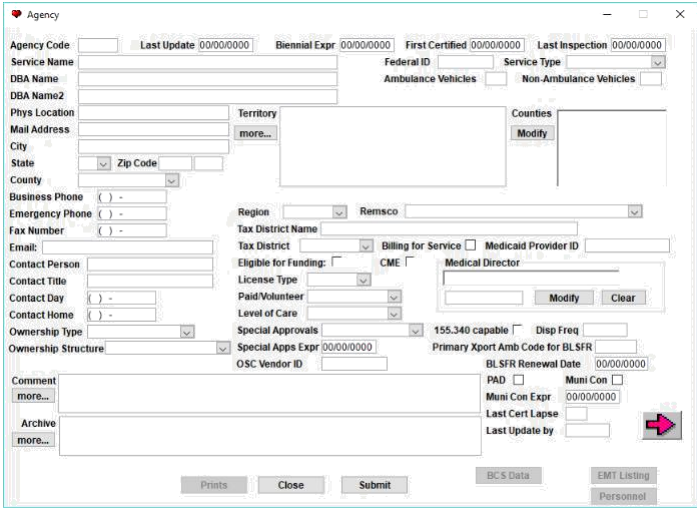 Agency
Agency Code Last Update 00/00/0000 Biennial Expr 00/00/0000 First Certified 00/00/0000 Last Inspection 00/00/0000
Service Name Federal ID Service Type
DBA Name Ambulance Vehicles Non-Ambulance Vehicles
DBA Name2
Phys Location Territory Counties
Mail Address more... Modify
City
State Zip Code
County
Business Phone ( ) -
Emergency Phone ( ) - Region Remsco
Fax Number ( ) - Tax District Name
Email: Tax District Billing for Service Medicaid Provider ID
Contact Person Eligible for Funding: CME Medical Director
Contact Title License Type
Contact Day ( ) - Paid/Volunteer Modify Clear
Contact Home ( ) - Level of Care
Ownership Type Special Approvals 155.340 capable Disp Freq
Ownership Structure Special Apps Expr 00/00/0000 Primary Xport Amb Code for BLSFR
OSC Vendor ID BLSFR Renewal Date 00/00/0000
Comment PAD Muni Con
more... Muni Con Expr 00/00/0000
Last Cert Lapse
Archive Last Update by
more...
Prints Close Submit BCS Data EMT Listing
Personnel